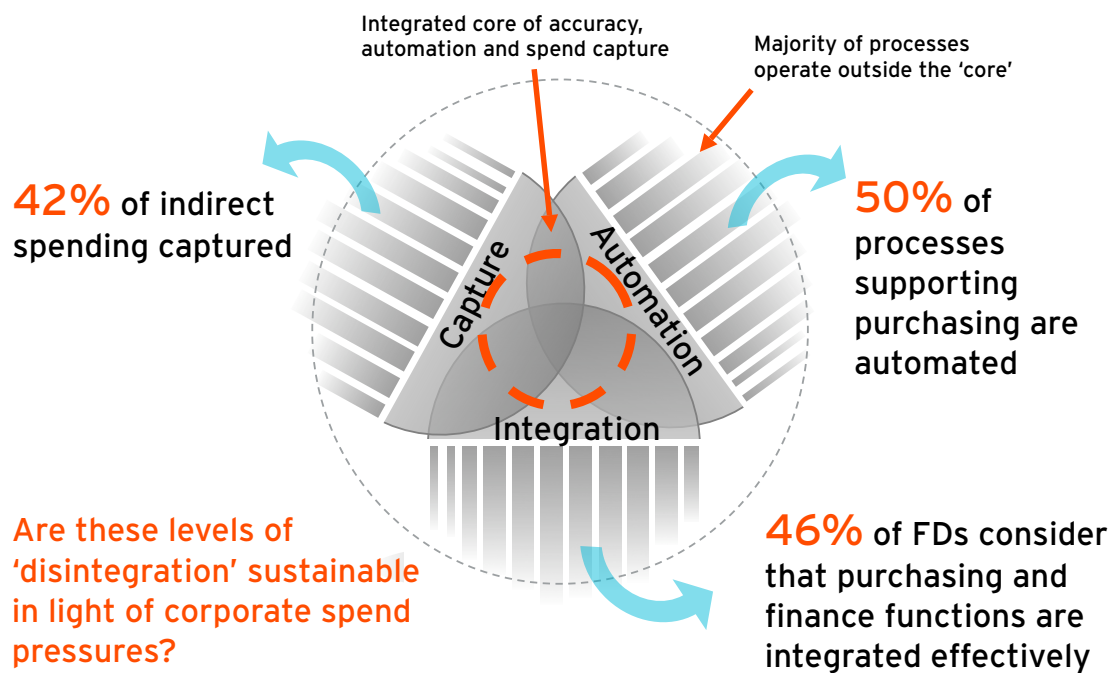 Integrated core of accuracy,
automation and spend capture
Majority of processes
operate outside the ‘core’
42% of indirect
spending captured
50% of
processes
supporting
purchasing are
automated
Capture
Automation
Integration
Are these levels of
‘disintegration’ sustainable
in light of corporate spend
pressures?
46% of FDs consider
that purchasing and
finance functions are
integrated effectively